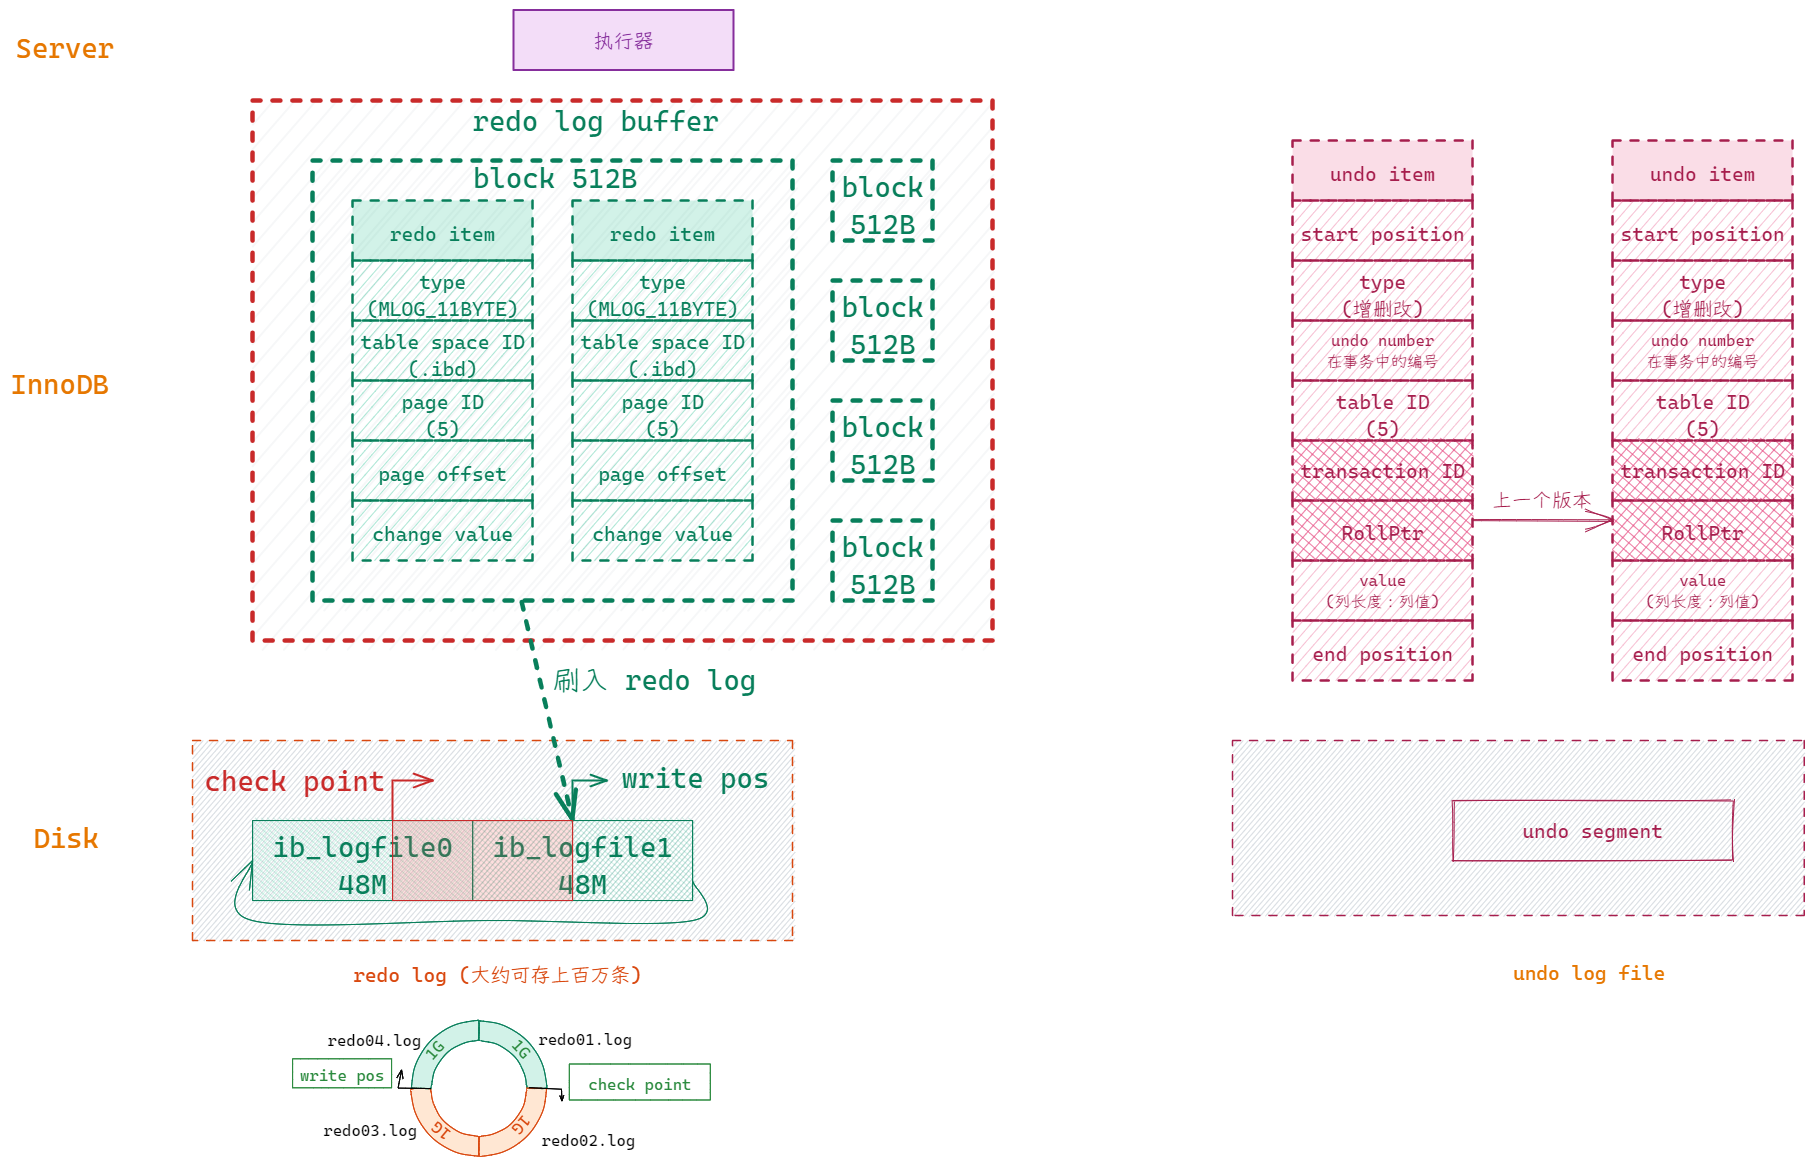 Server
执行器
InnoDB
redo log buffer
block 512B
redo item
type
(MLOG_11BYTE)
table space ID
(.ibd)
page ID
(5)
page offset
change value
redo item
type
(MLOG_11BYTE)
table space ID
(.ibd)
page ID
(5)
page offset
change value
block
512B
block
512B
block
512B
block
512B
undo item
start position
type
(增删改)
undo number
在事务中的编号
table ID
(5)
transaction ID
RollPtr
value
(列长度：列值)
end position
上一个版本
undo item
start position
type
(增删改)
undo number
在事务中的编号
table ID
(5)
transaction ID
RollPtr
value
(列长度：列值)
end position
刷入 redo log
Disk
check point
write pos
ib_logfile0
48M
ib_logfile1
48M
redo log (大约可存上百万条)
undo segment
undo log file
redo04.log
redo01.log
1G
1G
write pos
check point
redo03.log
redo02.log
1G
1G